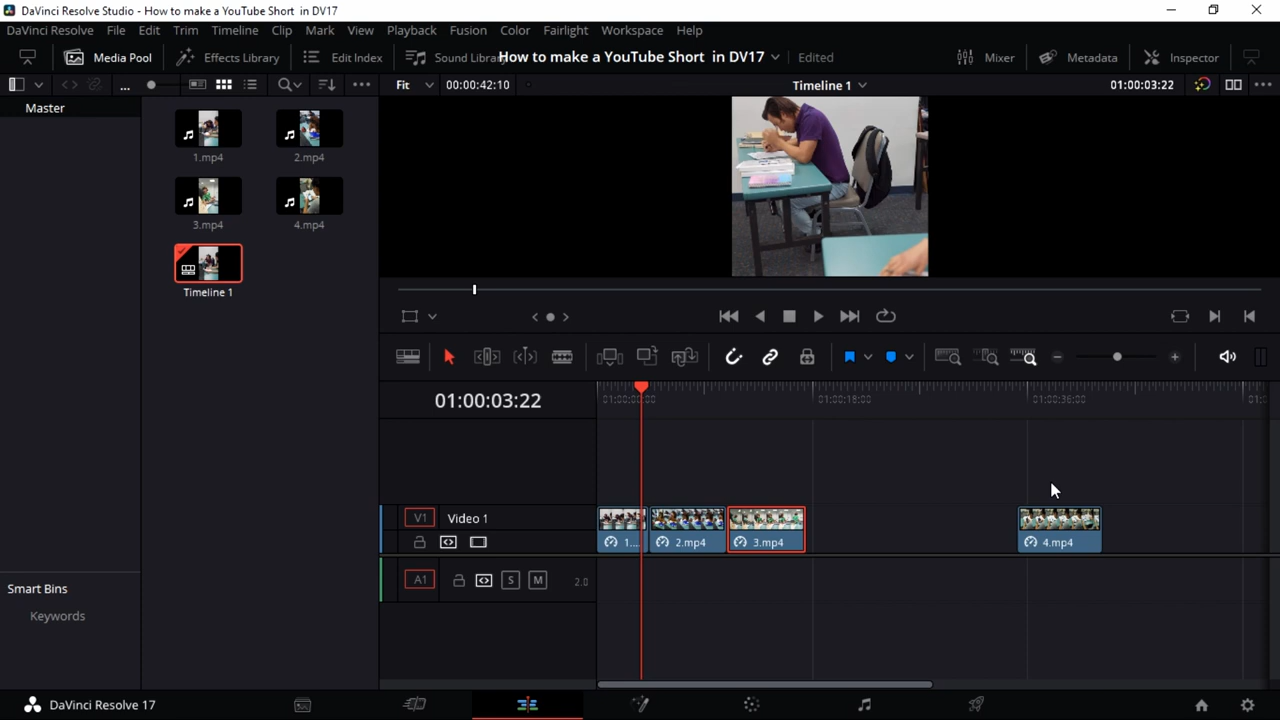 DaVinci Resolve Studio - How to make a YouTube Short  in DV17
DaVinci Resolve File Edit Trim Timeline Clip Mark View Playback Fusion Color Fairlight Workspace Help
Media Pool Effects Library Edit Index Sound Library How to make a YouTube Short  in DV17 Edited Mixer Metadata Inspector
Fit 00:00:42:10 Timeline 1 01:00:03:22
Master
1.mp4 2.mp4
3.mp4 4.mp4
Timeline 1
01:00:03:22
01:00:00:00 01:00:18:00 01:00:36:00
V1 Video 1
1... 2.mp4 3.mp4 4.mp4
A1 S M 2.0
Smart Bins
Keywords
DaVinci Resolve 17